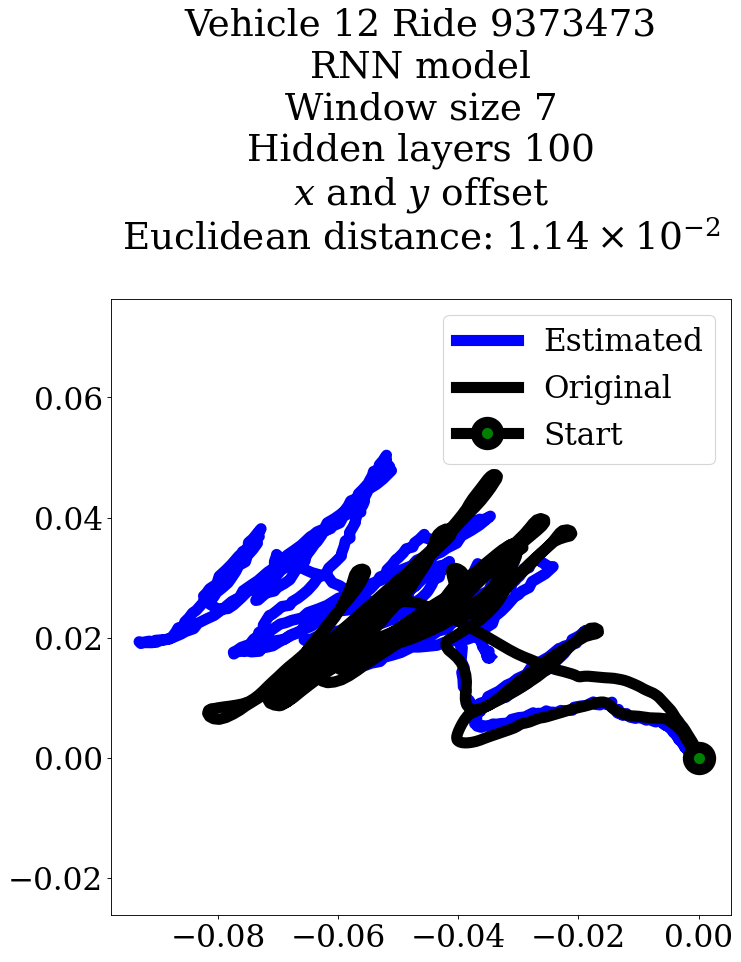 Vehicle 12 Ride 9373473
RNN model
Window size 7
Hidden layers 100
x and y offset
Euclidean distance: 1.14 × 10⁻²
Estimated
Original
Start
0.06
0.04
0.02
0.00
−0.02
−0.08 −0.06 −0.04 −0.02 0.00